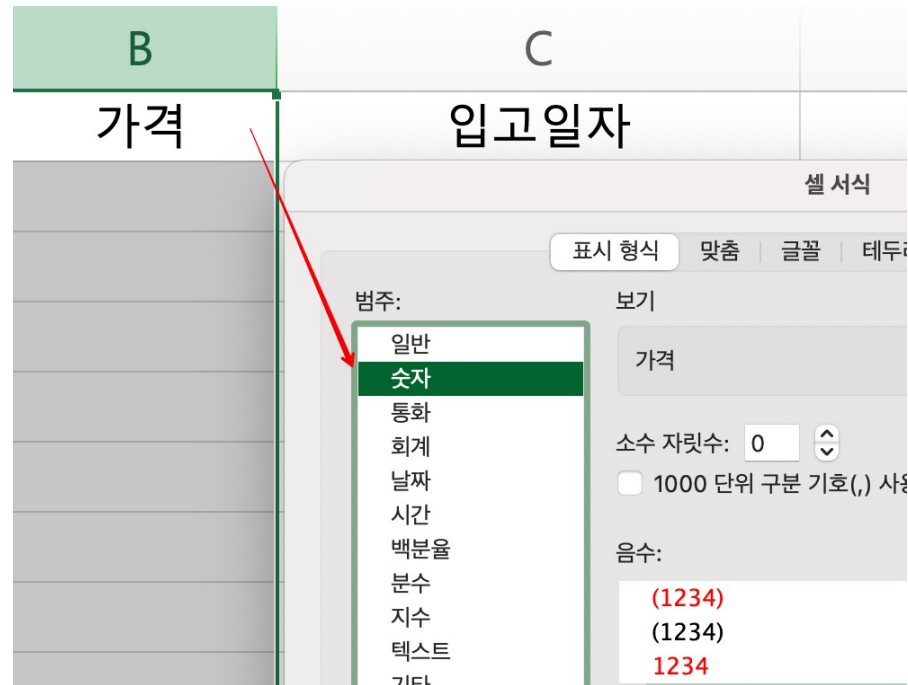 B
C
가격
입고일자
셀 서식
표시 형식
맞춤
글꼴
범주:
보기
일반
가격
숫자
통화
회계
소수 자릿수: 0
날짜
1000 단위 구분 기호(,)
시간
백분율
음수:
분수
(1234)
지수
(1234)
텍스트
1234
기타